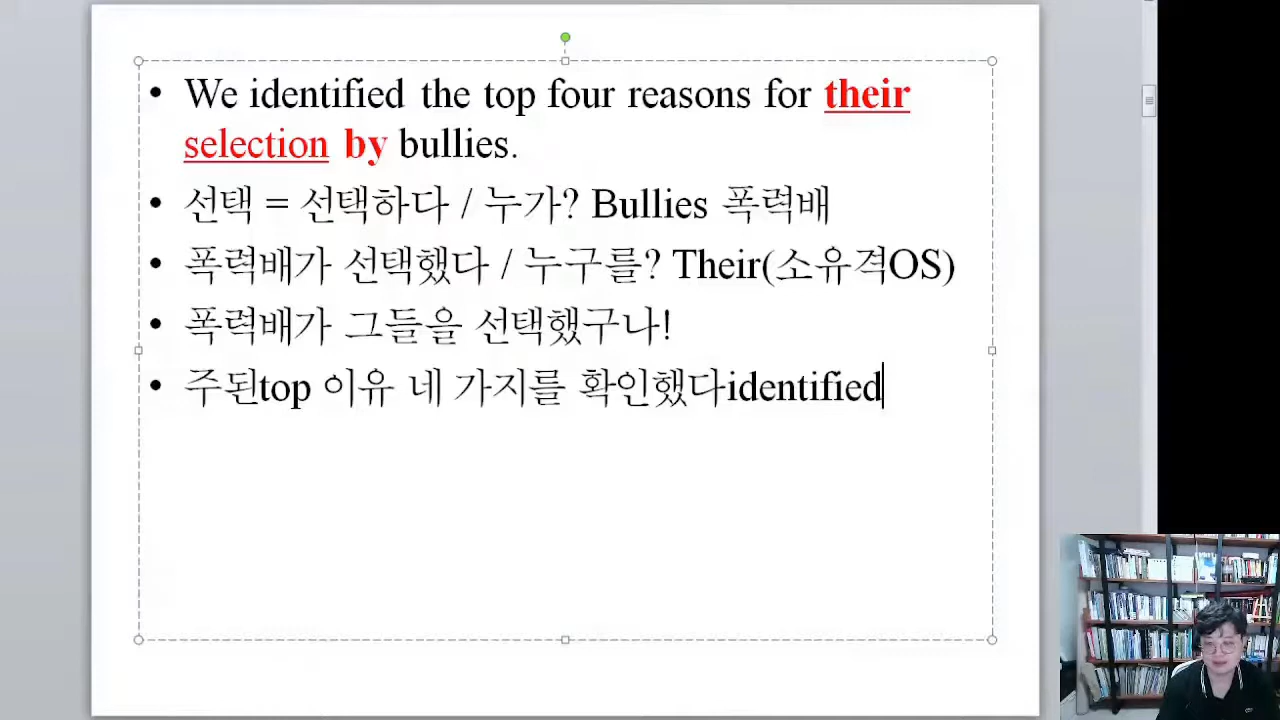 • We identified the top four reasons for their
selection by bullies.
• 선택 = 선택하다 / 누가? Bullies 폭력배
• 폭력배가 선택했다 / 누구를? Their(소유격OS)
• 폭력배가 그들을 선택했구나!
• 주된top 이유 네 가지를 확인했다identified